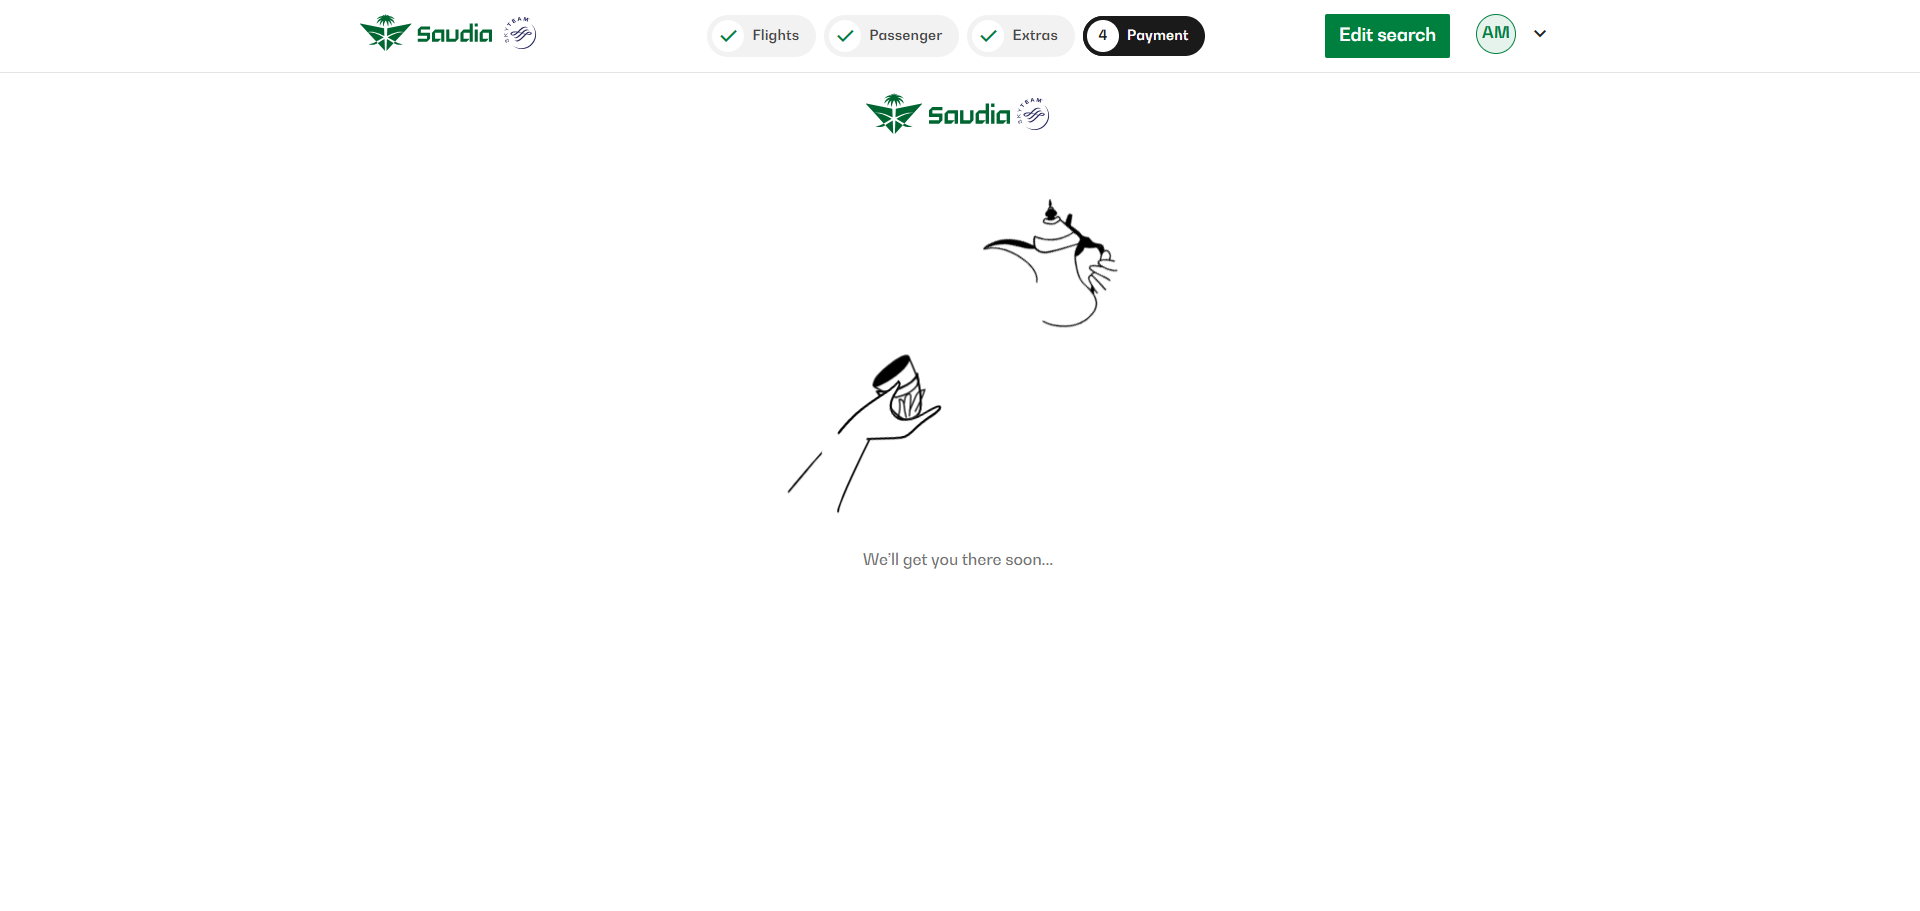 Saudia
SKYTEAM
Flights
Passenger
Extras
4 Payment
Edit search
AM
Saudia
SKYTEAM
We'll get you there soon...